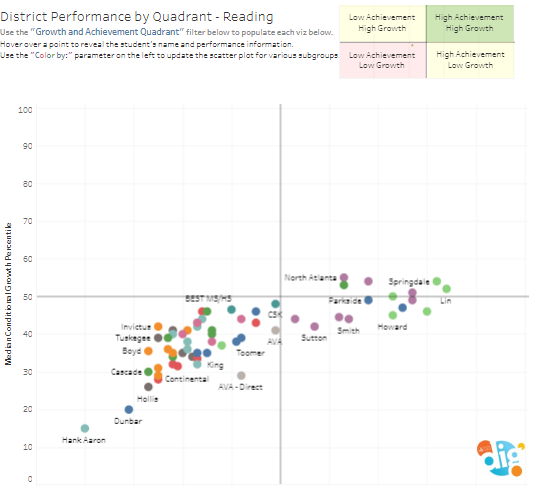 District Performance by Quadrant - Reading
Use the "Growth and Achievement Quadrant" filter below to populate each viz below.
Hover over a point to reveal the student's name and performance information.
Use the "Color by:" parameter on the left to update the scatter plot for various subgroups
Low Achievement
High Growth
High Achievement
High Growth
Low Achievement
Low Growth
High Achievement
Low Growth
Median Conditional Growth Percentile
100
90
80
70
60
50
40
30
20
10
0
North Atlanta
Springdale
BEST MS/HS
Parkside
Lin
CSK
Invictus
Smith
Howard
Tuskegee
Sutton
AVA
Boyd
Toomer
King
Cascade
Continental
AVA - Direct
Hollis
Dunbar
Hank Aaron
dig